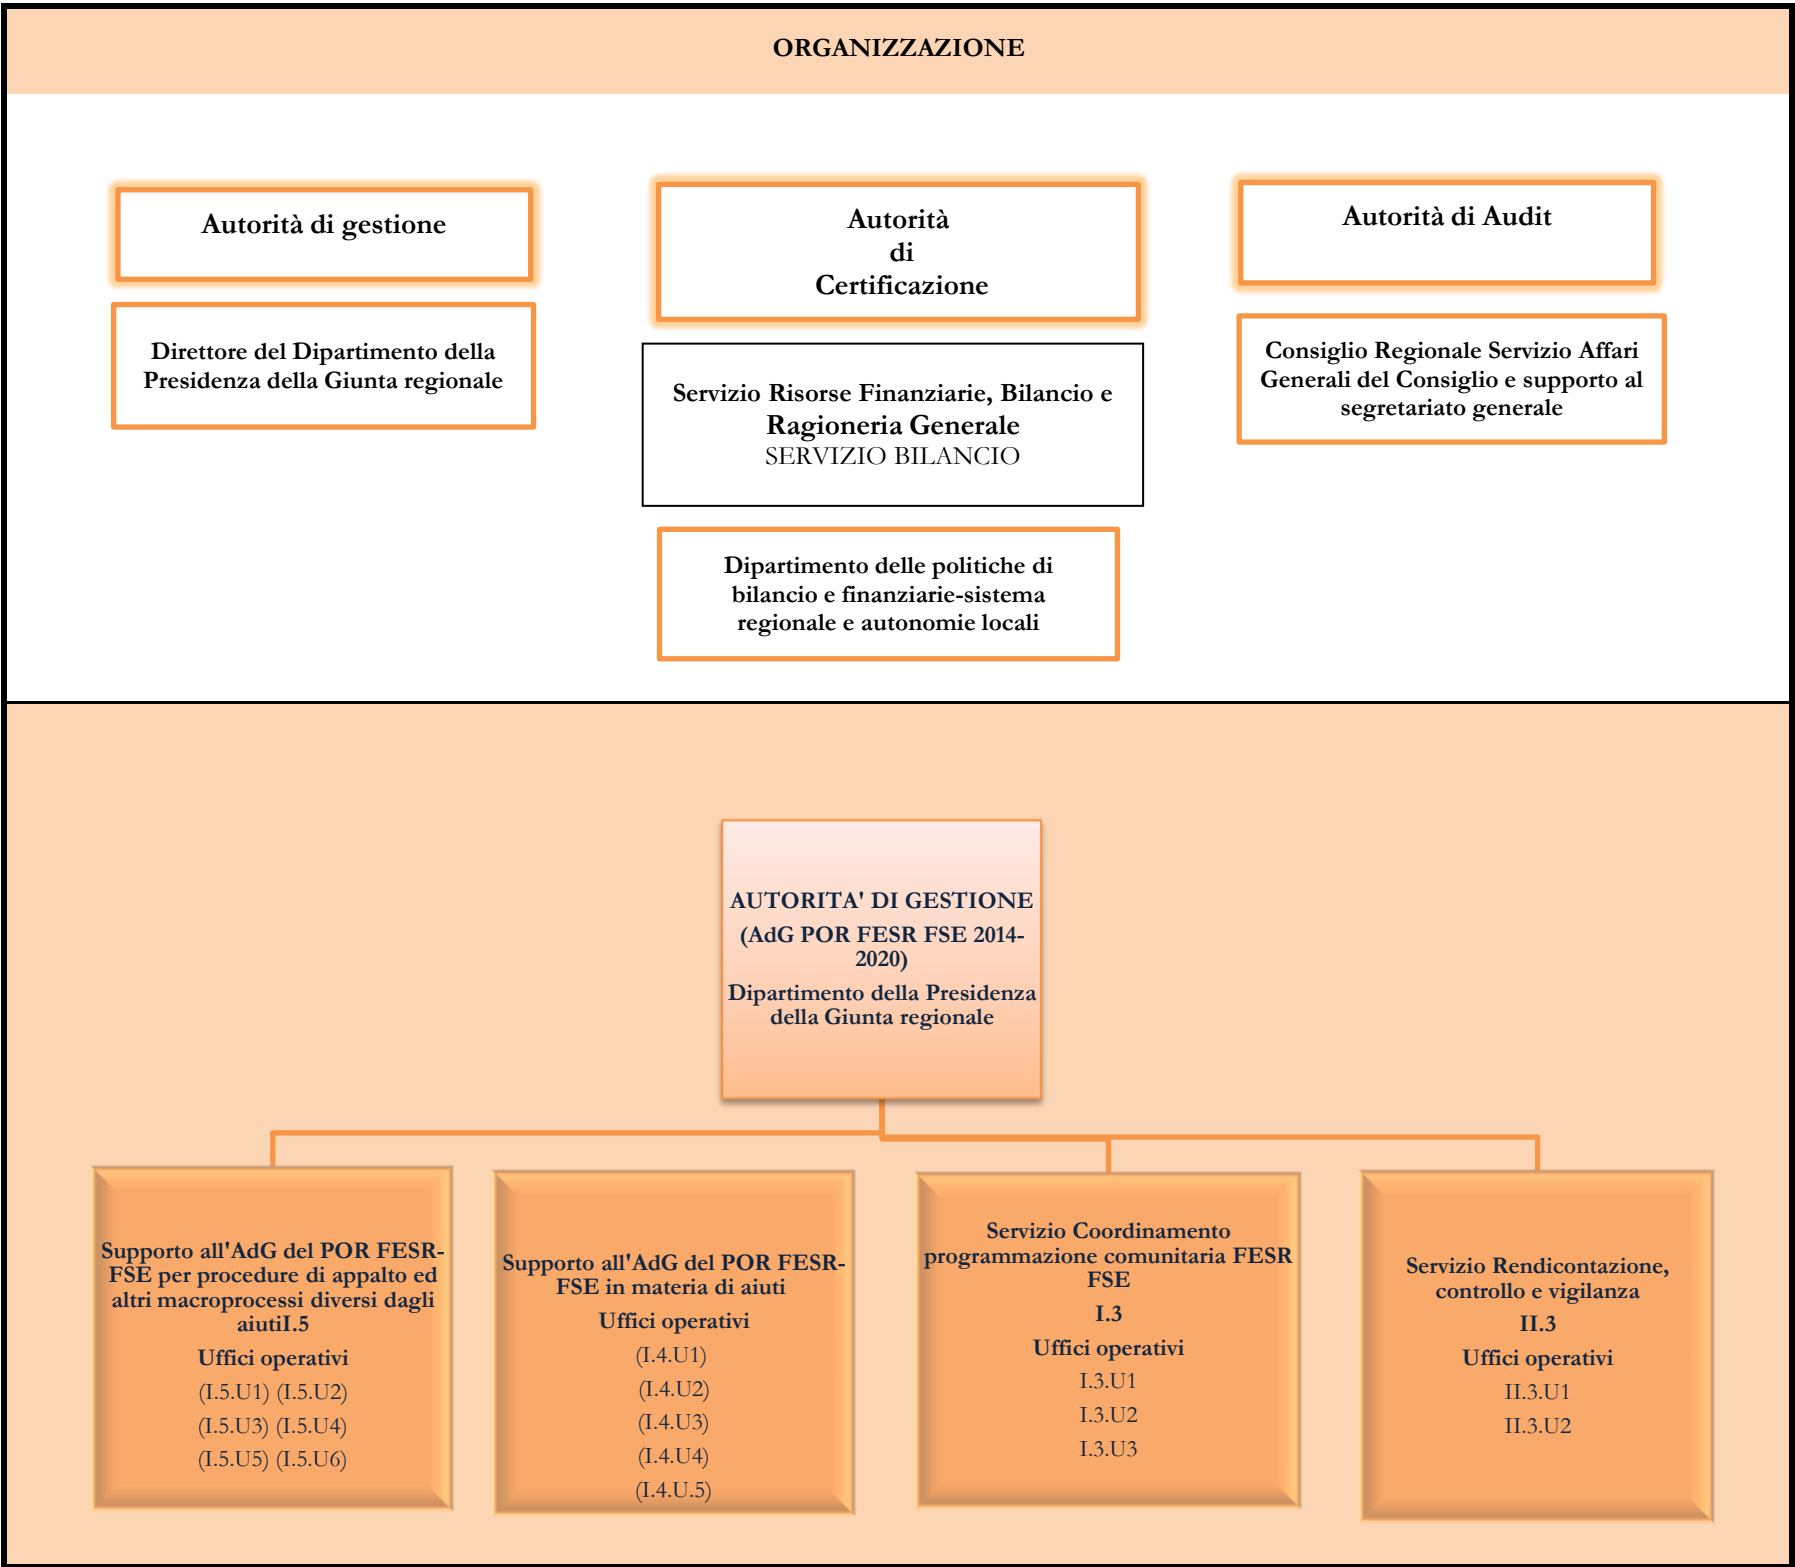 ORGANIZZAZIONE
Autorità di gestione
Direttore del Dipartimento della
Presidenza della Giunta regionale
Autorità
di
Certificazione
Servizio Risorse Finanziarie, Bilancio e
Ragioneria Generale
SERVIZIO BILANCIO
Dipartimento delle politiche di
bilancio e finanziarie-sistema
regionale e autonomie locali
Autorità di Audit
Consiglio Regionale Servizio Affari
Generali del Consiglio e supporto al
segretariato generale
AUTORITA' DI GESTIONE
(AdG POR FESR FSE 2014-
2020)
Dipartimento della Presidenza
della Giunta regionale
Supporto all'AdG del POR FESR-
FSE per procedure di appalto ed
altri macroprocessi diversi dagli
aiutiI.5
Uffici operativi
(I.5.U1) (I.5.U2)
(I.5.U3) (I.5.U4)
(I.5.U5) (I.5.U6)
Supporto all'AdG del POR FESR-
FSE in materia di aiuti
Uffici operativi
(I.4.U1)
(I.4.U2)
(I.4.U3)
(I.4.U4)
(I.4.U.5)
Servizio Coordinamento
programmazione comunitaria FESR
FSE
I.3
Uffici operativi
I.3.U1
I.3.U2
I.3.U3
Servizio Rendicontazione,
controllo e vigilanza
II.3
Uffici operativi
II.3.U1
II.3.U2